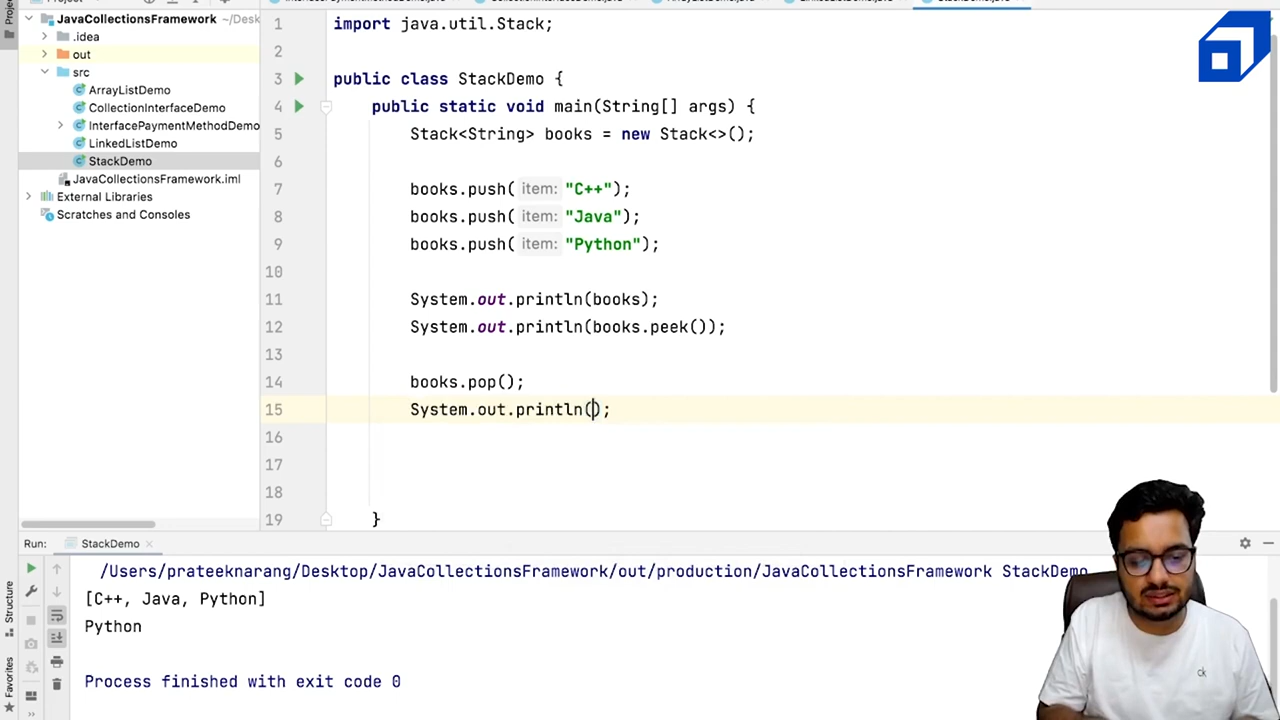 JavaCollectionsFramework ~/Desk
.idea
out
src
ArrayListDemo
CollectionInterfaceDemo
InterfacePaymentMethodDemo
LinkedListDemo
StackDemo
JavaCollectionsFramework.iml
External Libraries
Scratches and Consoles
1 import java.util.Stack;
2
3 public class StackDemo {
4 public static void main(String[] args) {
5 Stack<String> books = new Stack<>();
6
7 books.push( item: "C++");
8 books.push( item: "Java");
9 books.push( item: "Python");
10
11 System.out.println(books);
12 System.out.println(books.peek());
13
14 books.pop();
15 System.out.println();
16
17
18
19 }
Run: StackDemo
/Users/prateeknarang/Desktop/JavaCollectionsFramework/out/production/JavaCollectionsFramework StackDemo
[C++, Java, Python]
Python
Process finished with exit code 0
Structure
Favorites
ck